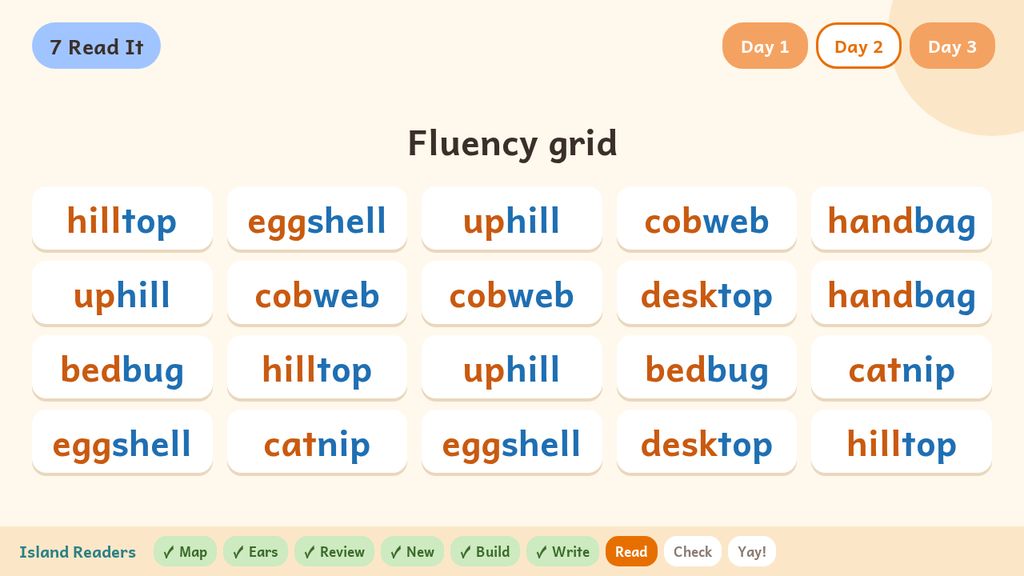 7 Read It
Day 1 Day 2 Day 3
Fluency grid
hilltop eggshell uphill cobweb handbag
uphill cobweb cobweb desktop handbag
bedbug hilltop uphill bedbug catnip
eggshell catnip eggshell desktop hilltop
Island Readers ✓ Map ✓ Ears ✓ Review ✓ New ✓ Build ✓ Write Read Check Yay!